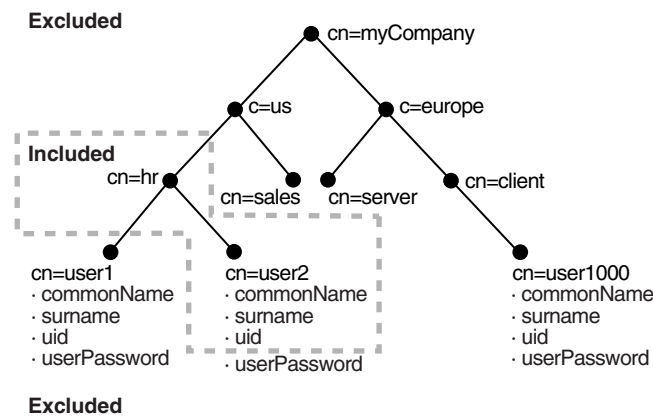 Excluded
cn=myCompany
c=us
c=europe
Included
cn=hr
cn=sales
cn=server
cn=client
cn=user1
· commonName
· surname
· uid
· userPassword
cn=user2
· commonName
· surname
· uid
· userPassword
cn=user1000
· commonName
· surname
· uid
· userPassword
Excluded